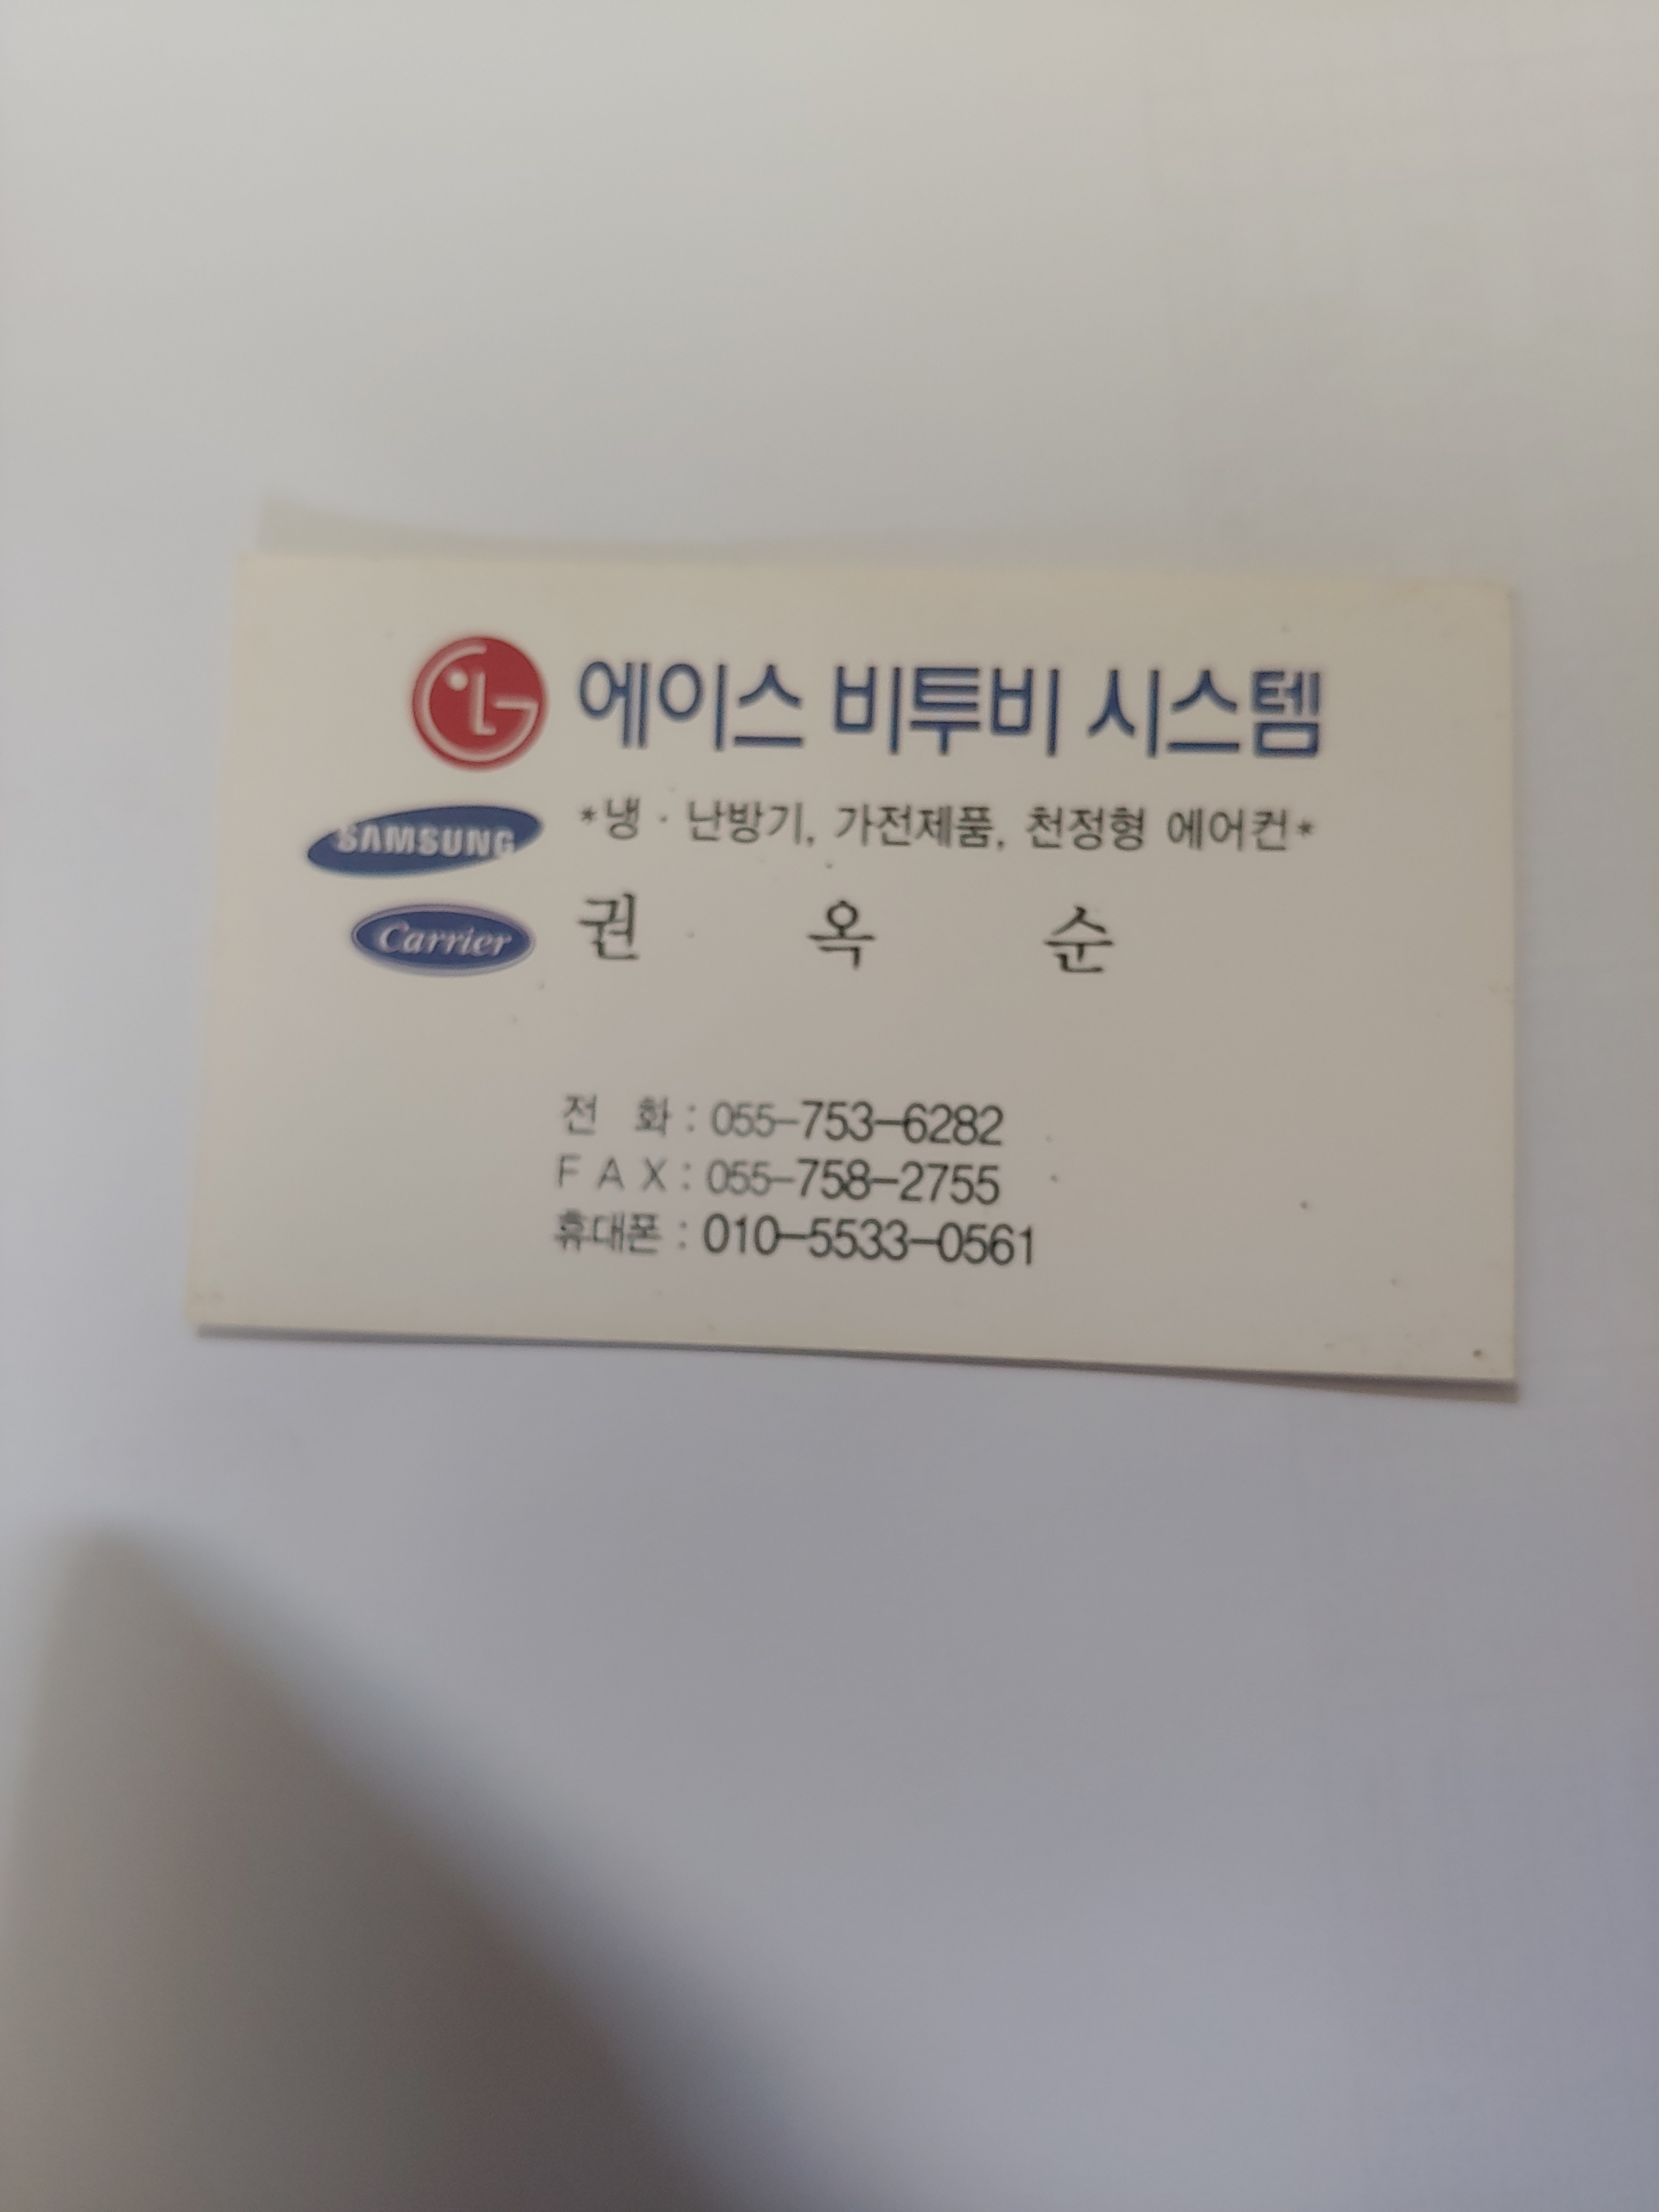 LG 에이스 비투비 시스템
SAMSUNG *냉·난방기, 가전제품, 천정형 에어컨*
Carrier 권 옥 순
전 화 : 055-753-6282
F A X : 055-758-2755
휴대폰 : 010-5533-0561